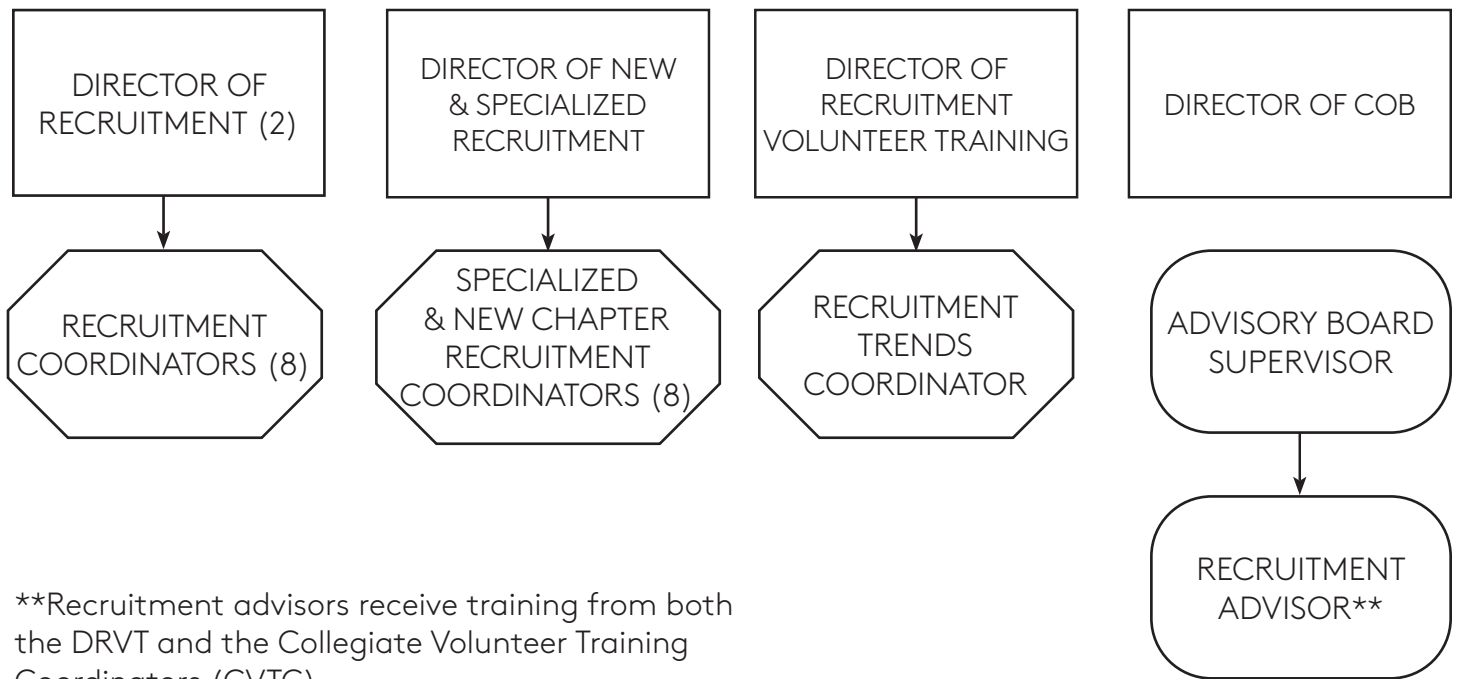 DIRECTOR OF
RECRUITMENT (2)
DIRECTOR OF NEW
& SPECIALIZED
RECRUITMENT
DIRECTOR OF
RECRUITMENT
VOLUNTEER TRAINING
DIRECTOR OF COB
RECRUITMENT
COORDINATORS (8)
SPECIALIZED
& NEW CHAPTER
RECRUITMENT
COORDINATORS (8)
RECRUITMENT
TRENDS
COORDINATOR
ADVISORY BOARD
SUPERVISOR
RECRUITMENT
ADVISOR**
**Recruitment advisors receive training from both
the DRVT and the Collegiate Volunteer Training
Coordinators (CVTC)